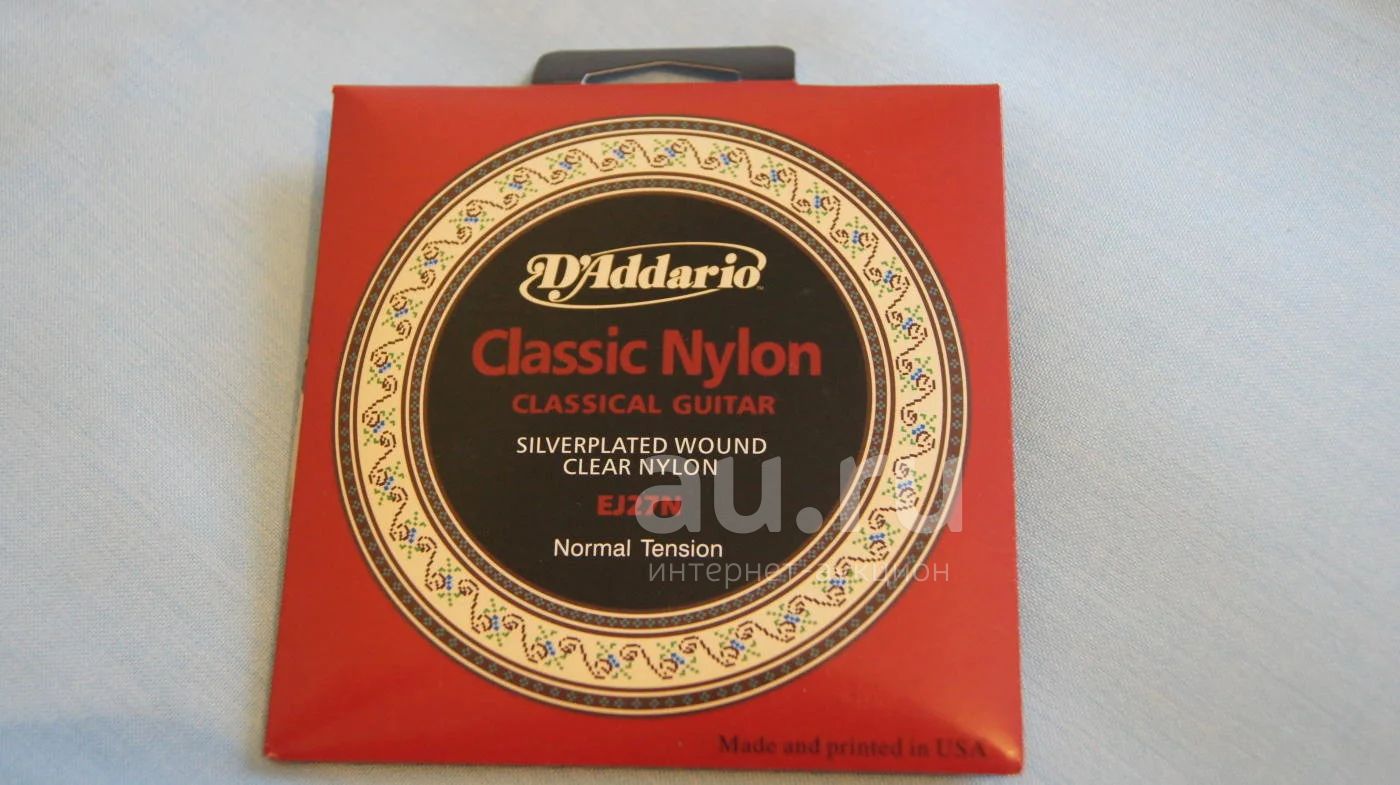 D'Addario™
Classic Nylon
CLASSICAL GUITAR
SILVERPLATED WOUND
CLEAR NYLON
EJ27N
Normal Tension
au.ru
интернет-аукцион
Made and printed in USA